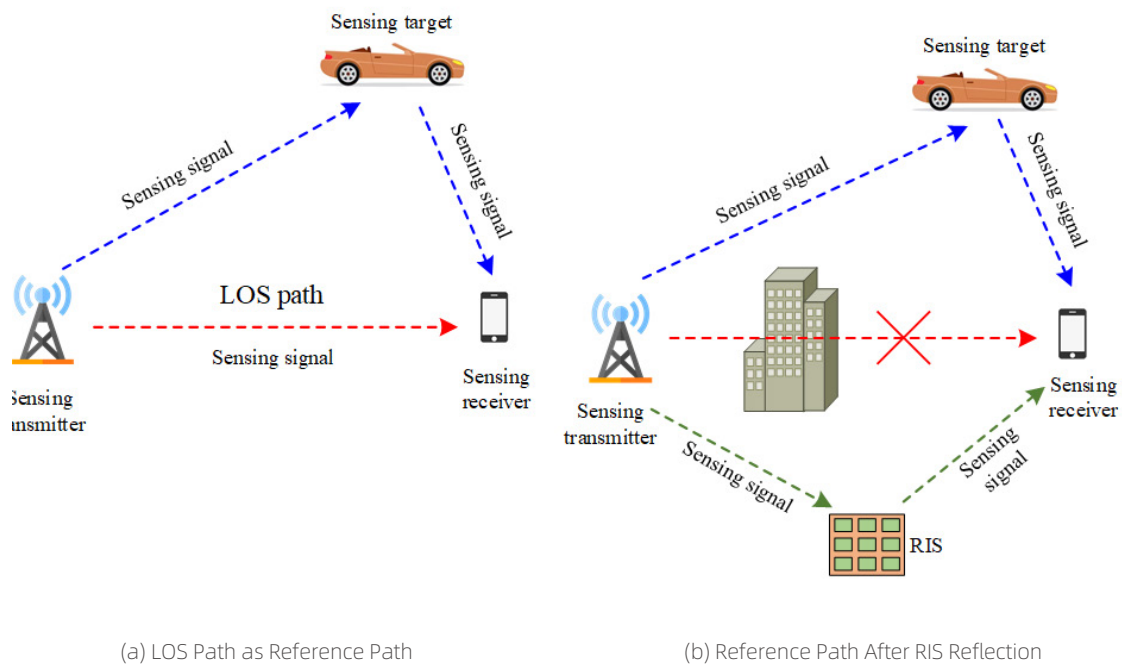 Sensing target
Sensing signal
Sensing signal
LOS path
Sensing signal
Sensing
ansmitter
Sensing
receiver
(a) LOS Path as Reference Path
Sensing target
Sensing signal
Sensing signal
Sensing
transmitter
Sensing
receiver
Sensing signal
Sensing
signal
RIS
(b) Reference Path After RIS Reflection